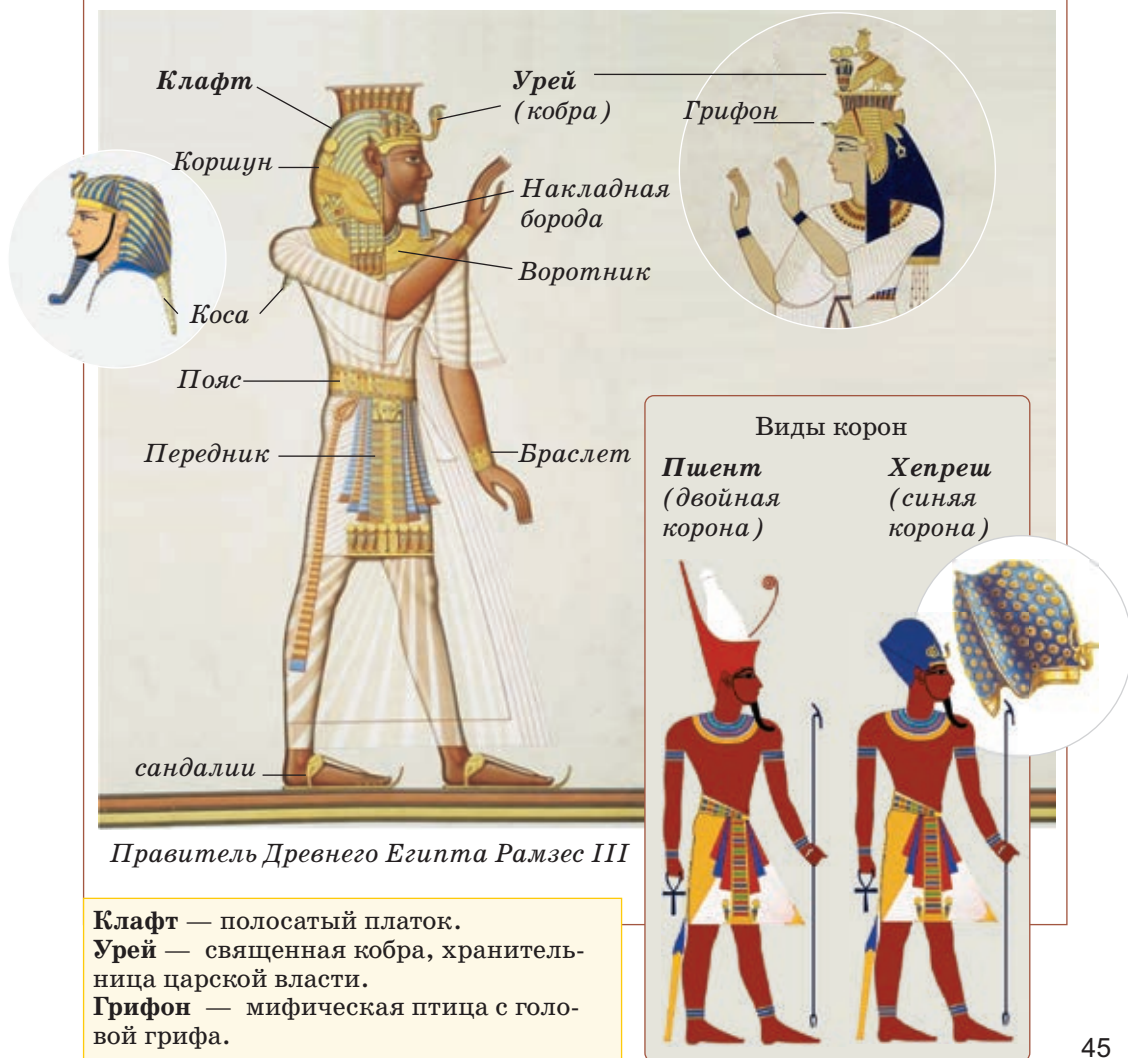 Клафт
Урей
(кобра)
Грифон
Коршун
Накладная
борода
Воротник
Коса
Пояс
Передник
Браслет
сандалии
Виды корон
Пшент
(двойная
корона)
Хепреш
(синяя
корона)
Правитель Древнего Египта Рамзес III
Клафт — полосатый платок.
Урей — священная кобра, хранитель-
ница царской власти.
Грифон — мифическая птица с голо-
вой грифа.
45